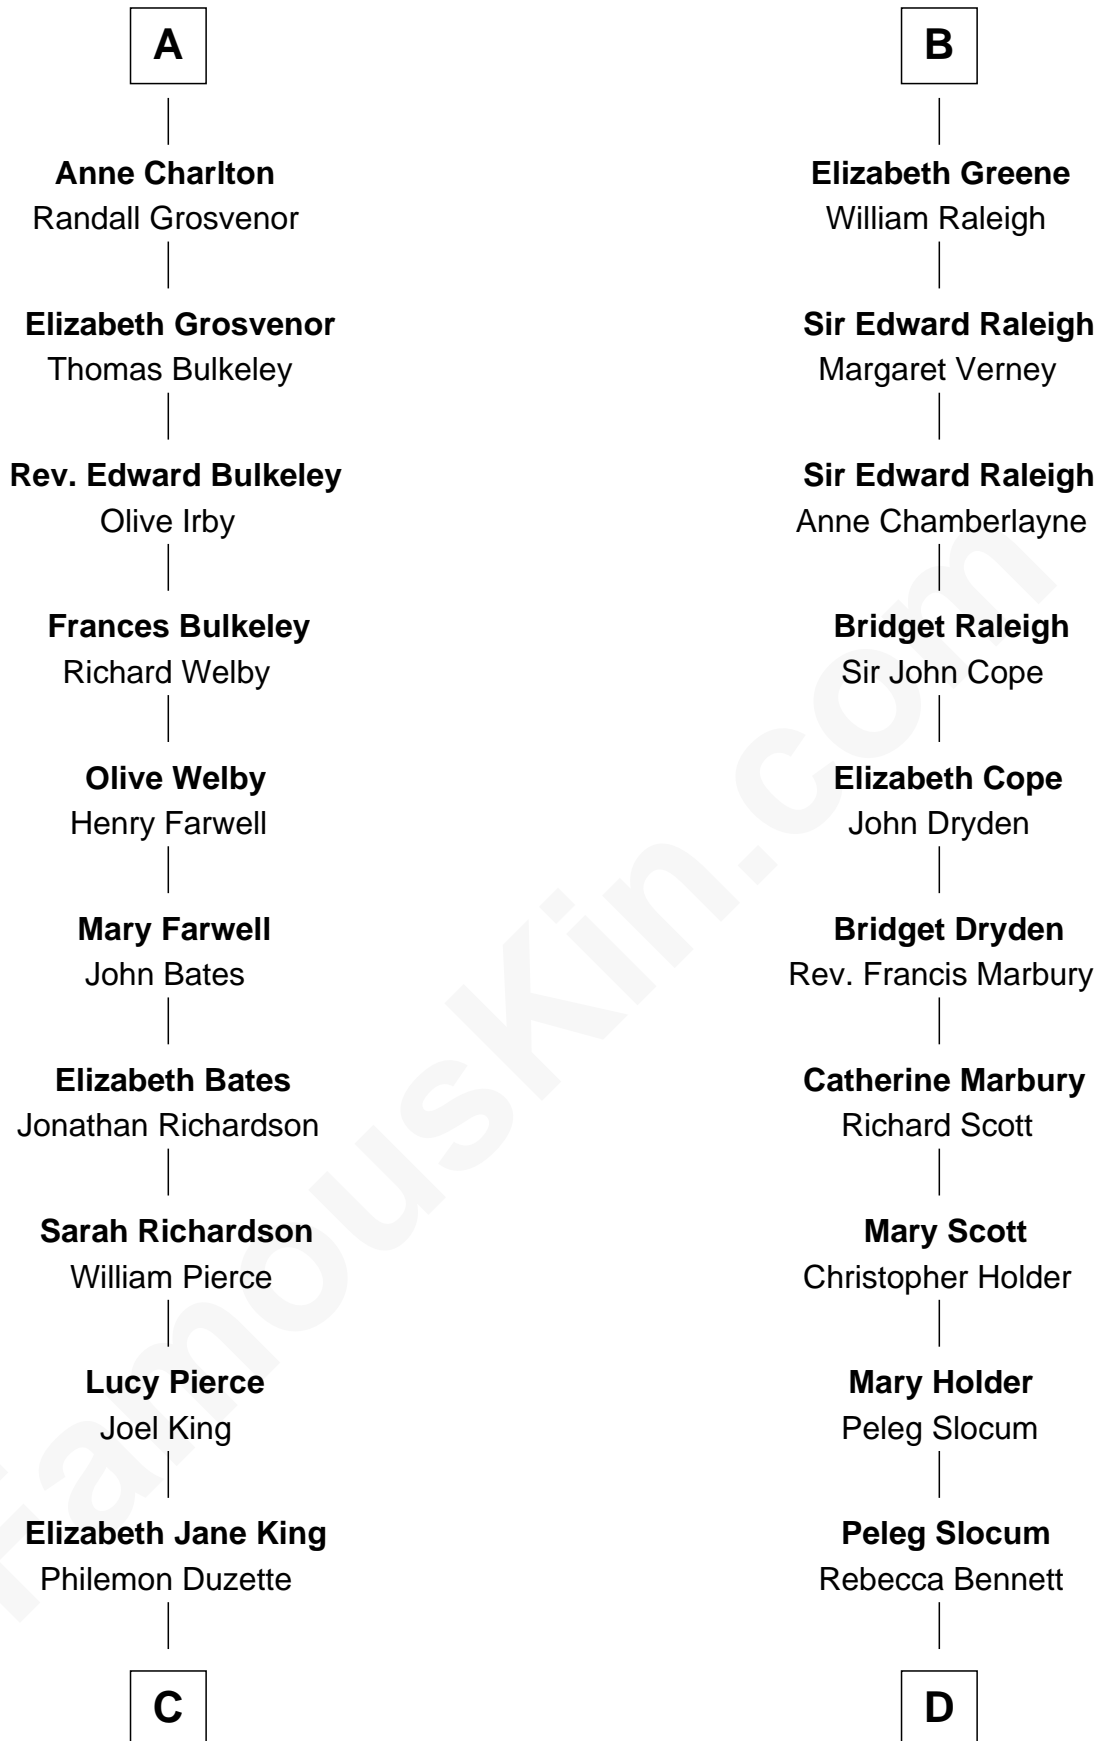 A
Anne Charlton
Randall Grosvenor
Elizabeth Grosvenor
Thomas Bulkeley
Rev. Edward Bulkeley
Olive Irby
Frances Bulkeley
Richard Welby
Olive Welby
Henry Farwell
Mary Farwell
John Bates
Elizabeth Bates
Jonathan Richardson
Sarah Richardson
William Pierce
Lucy Pierce
Joel King
Elizabeth Jane King
Philemon Duzette
C
B
Elizabeth Greene
William Raleigh
Sir Edward Raleigh
Margaret Verney
Sir Edward Raleigh
Anne Chamberlayne
Bridget Raleigh
Sir John Cope
Elizabeth Cope
John Dryden
Bridget Dryden
Rev. Francis Marbury
Catherine Marbury
Richard Scott
Mary Scott
Christopher Holder
Mary Holder
Peleg Slocum
Peleg Slocum
Rebecca Bennett
D
FamousKin.com